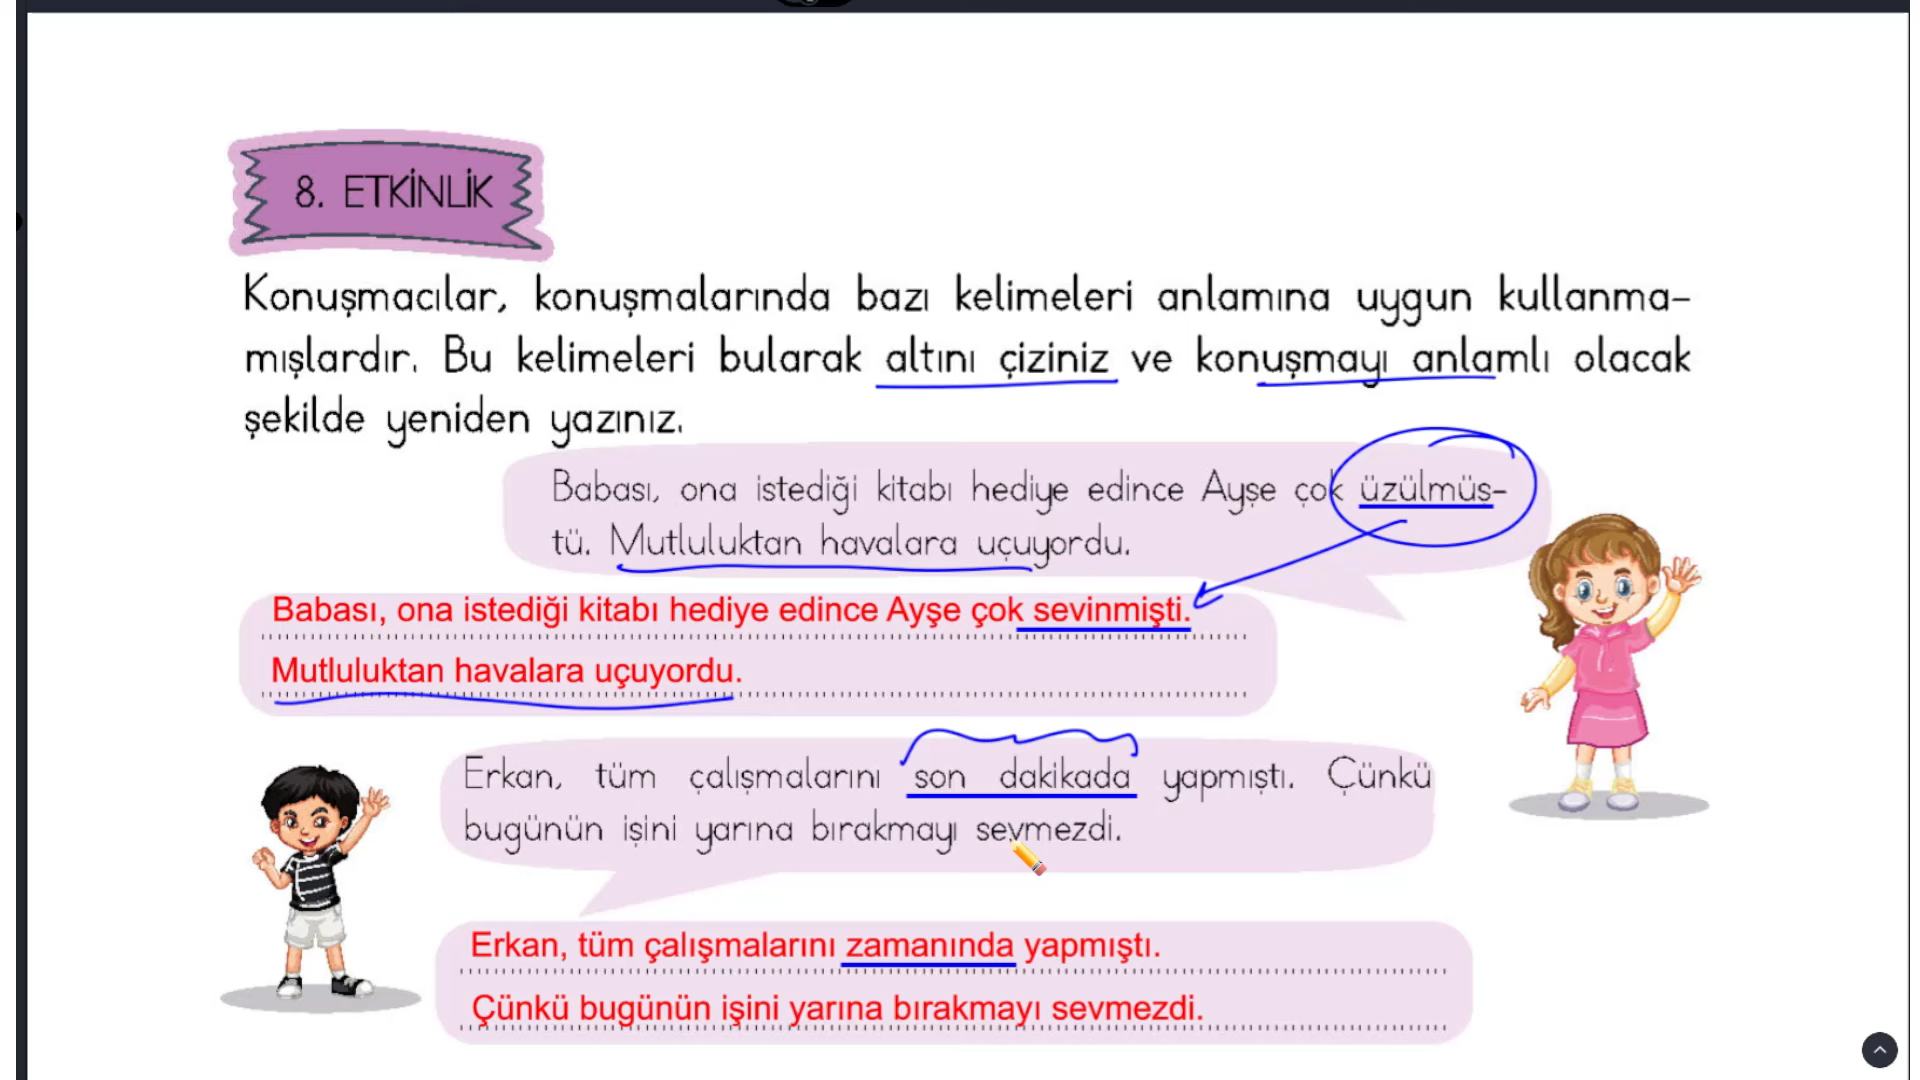 8. ETKİNLİK
Konuşmacılar, konuşmalarında bazı kelimeleri anlamına uygun kullanma-
mışlardır. Bu kelimeleri bularak altını çiziniz ve konuşmayı anlamlı olacak
şekilde yeniden yazınız.
Babası, ona istediği kitabı hediye edince Ayşe çok üzülmüş-
tü. Mutluluktan havalara uçuyordu.
Babası, ona istediği kitabı hediye edince Ayşe çok sevinmişti.
Mutluluktan havalara uçuyordu.
Erkan, tüm çalışmalarını son dakikada yapmıştı. Çünkü
bugünün işini yarına bırakmayı sevmezdi.
Erkan, tüm çalışmalarını zamanında yapmıştı.
Çünkü bugünün işini yarına bırakmayı sevmezdi.